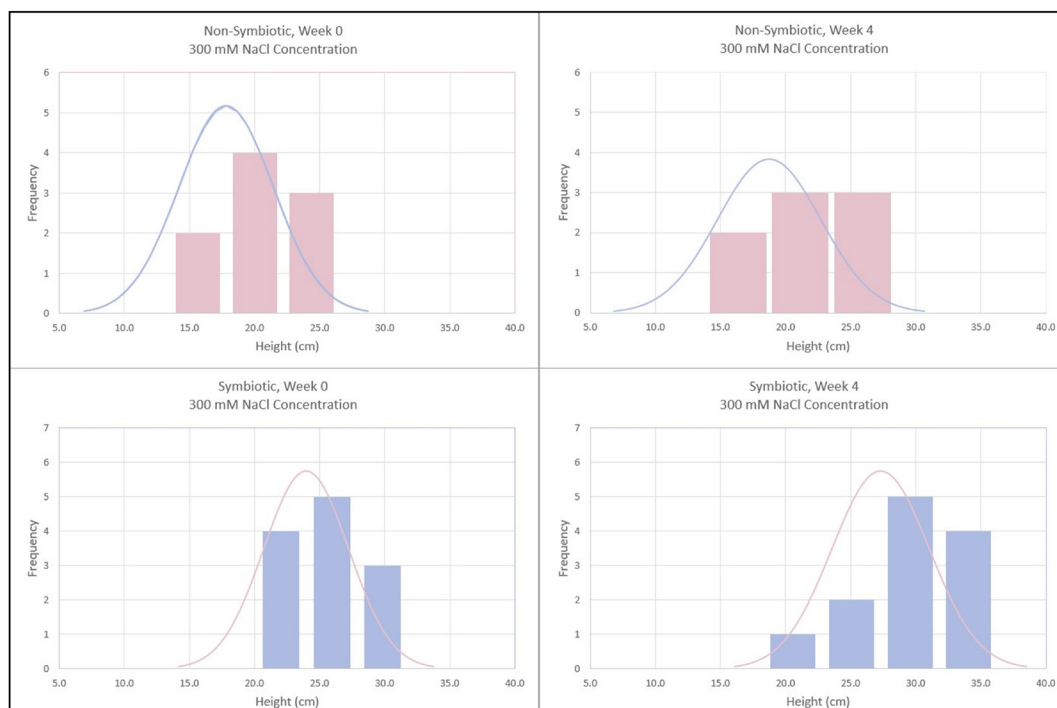 Non-Symbiotic, Week 0
300 mM NaCl Concentration
6
5
4
3
2
1
0
Frequency
5.0 10.0 15.0 20.0 25.0 30.0 35.0 40.0
Height (cm)
Non-Symbiotic, Week 4
300 mM NaCl Concentration
6
5
4
3
2
1
0
Frequency
5.0 10.0 15.0 20.0 25.0 30.0 35.0 40.0
Height (cm)
Symbiotic, Week 0
300 mM NaCl Concentration
7
6
5
4
3
2
1
0
Frequency
5.0 10.0 15.0 20.0 25.0 30.0 35.0 40.0
Height (cm)
Symbiotic, Week 4
300 mM NaCl Concentration
7
6
5
4
3
2
1
0
Frequency
5.0 10.0 15.0 20.0 25.0 30.0 35.0 40.0
Height (cm)